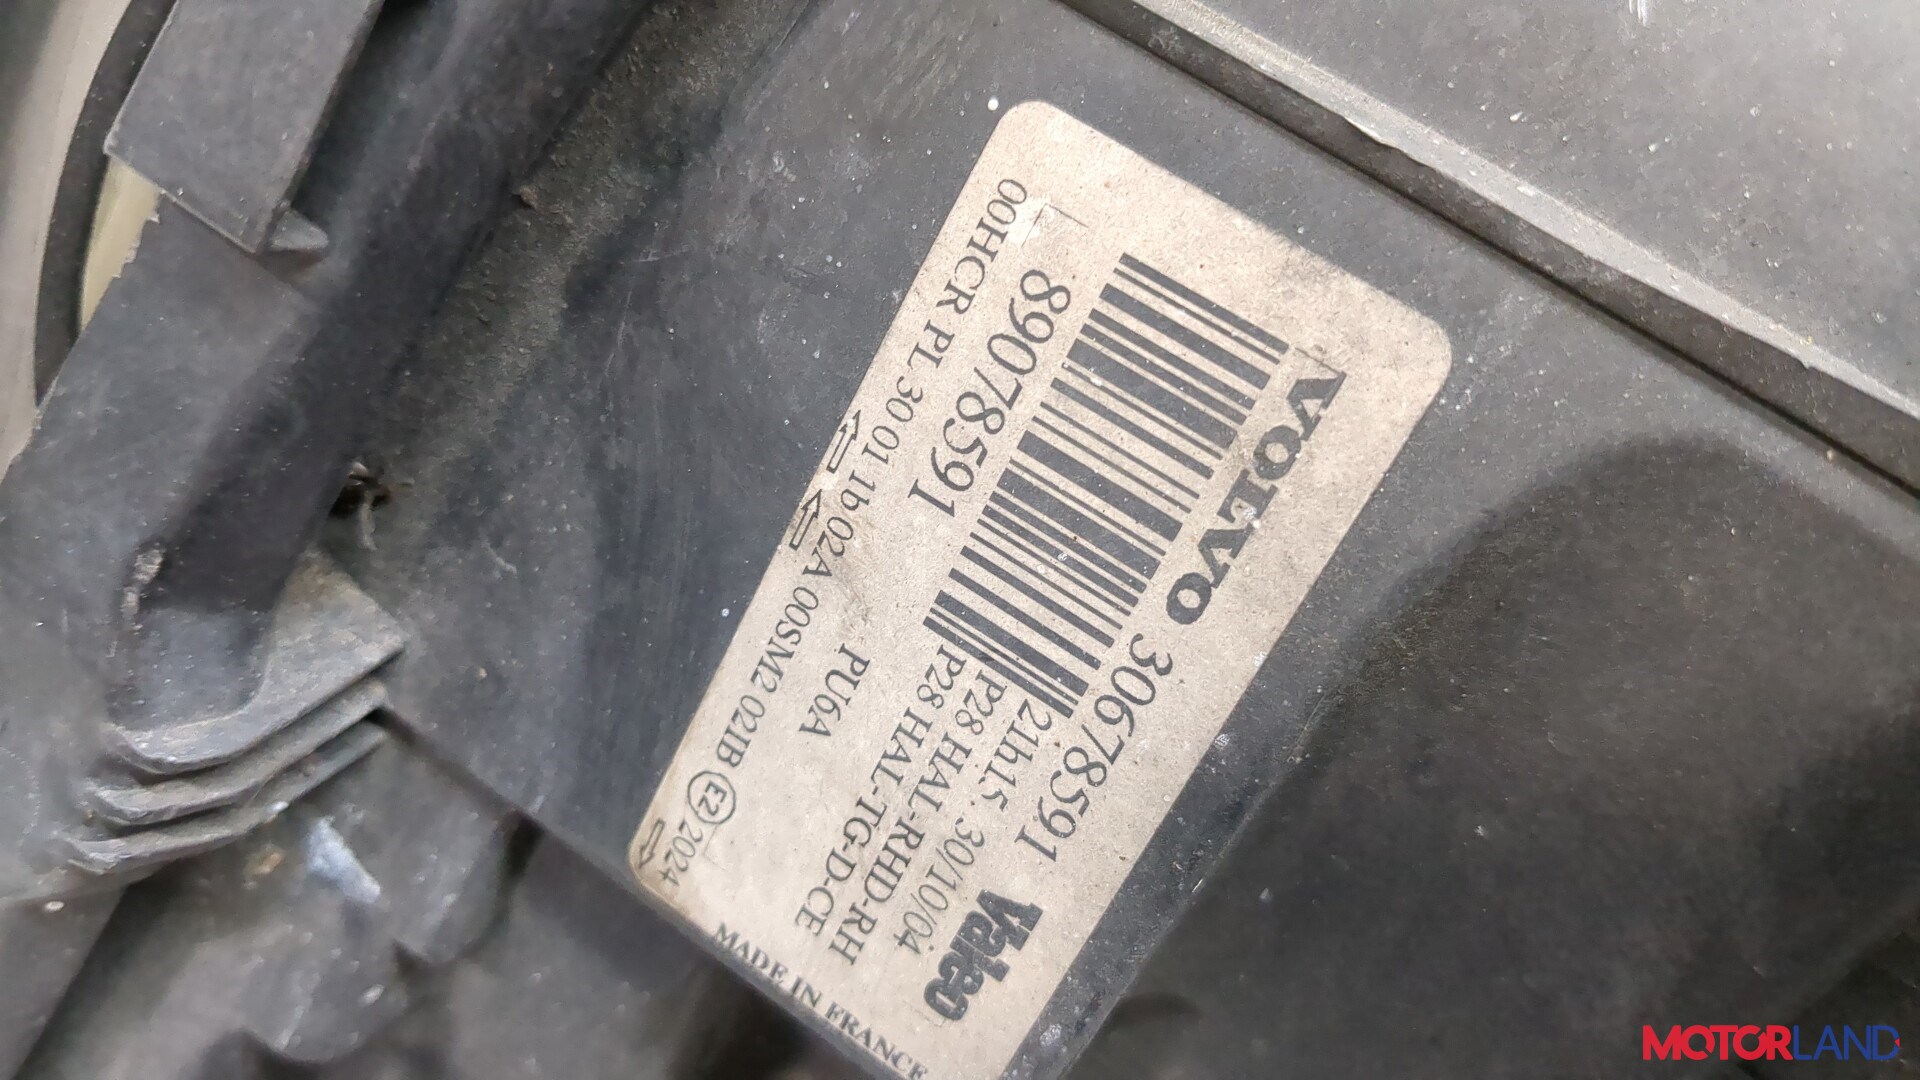 VOLVO 30678591 Valeo
21h15. 30/10/04
P28 HAL-RHD-RH
P28 HAL-TG-D-CE
89078591
PU6A
00HCR PL 30 01 1b 02A 00SM2 02IB E2 2024
MADE IN FRANCE
MOTORLAND